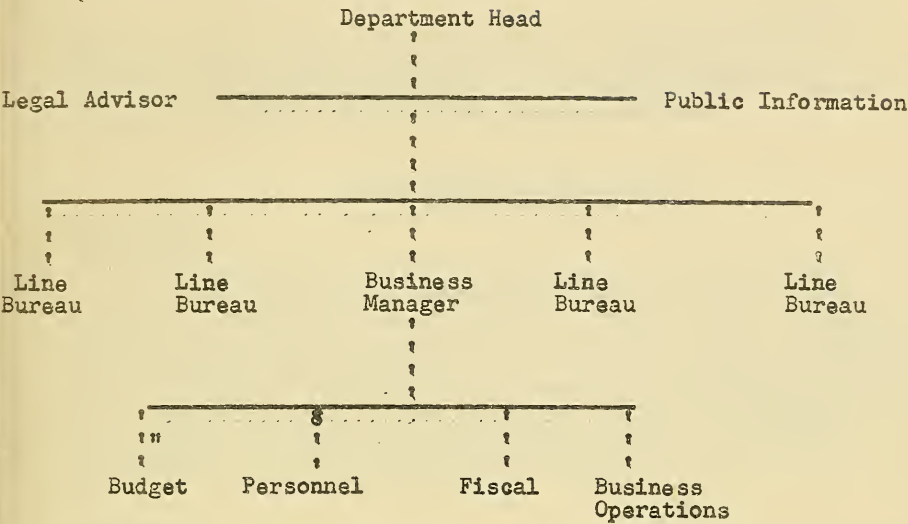 Department Head
Legal Advisor Public Information
Line Line Business Line Line
Bureau Bureau Manager Bureau Bureau
Budget Personnel Fiscal Business
Operations